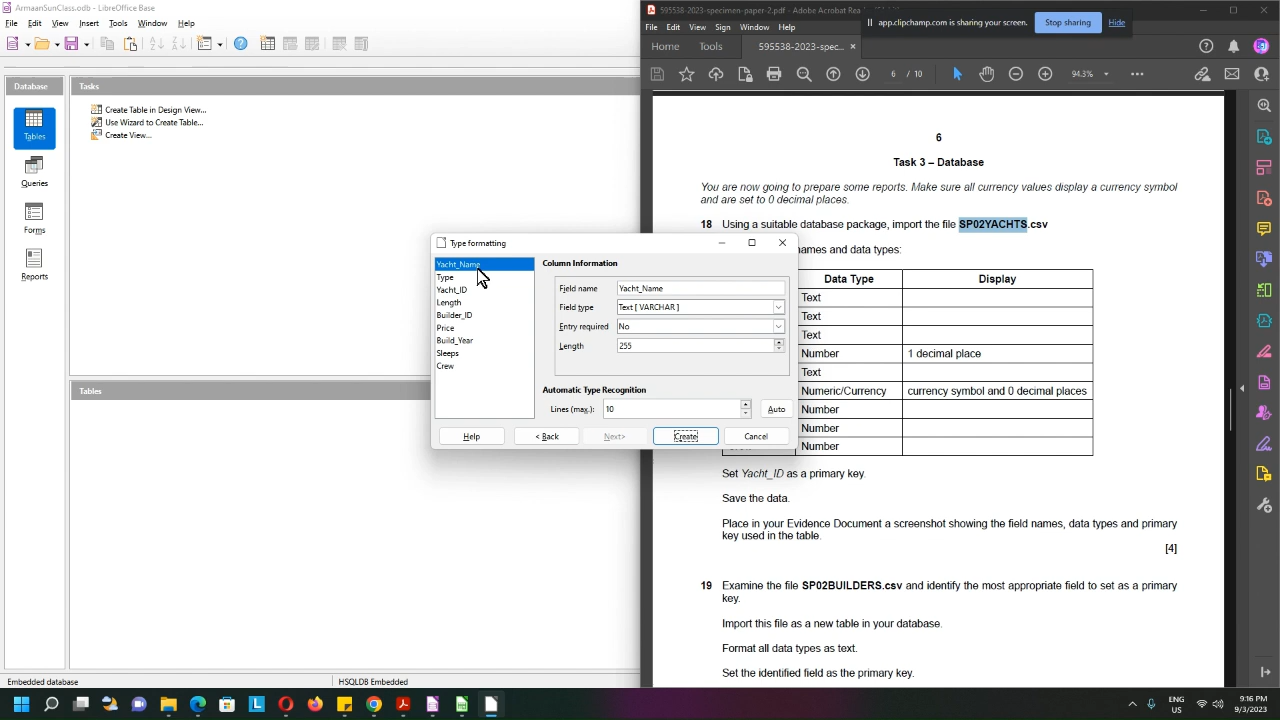 ArmaanSunClass.odb - LibreOffice Base
File Edit View Insert Tools Window Help
Database
Tables
Queries
Forms
Reports
Tasks
Create Table in Design View...
Use Wizard to Create Table...
Create View...
Tables
Embedded database
HSQLDB Embedded
Type formatting
Yacht_Name
Type
Yacht_ID
Length
Builder_ID
Price
Build_Year
Sleeps
Crew
Column Information
Field name Yacht_Name
Field type Text [ VARCHAR ]
Entry required No
Length 255
Automatic Type Recognition
Lines (max.): 10 Auto
Help < Back Next> Create Cancel
595538-2023-specimen-paper-2.pdf - Adobe Acrobat Rea
app.clipchamp.com is sharing your screen. Stop sharing Hide
File Edit View Sign Window Help
Home Tools 595538-2023-spec... ×
6 / 10 94.3%
6
Task 3 – Database
You are now going to prepare some reports. Make sure all currency values display a currency symbol
and are set to 0 decimal places.
18 Using a suitable database package, import the file SP02YACHTS.csv
names and data types:
Data Type Display
Text
Text
Text
Number 1 decimal place
Text
Numeric/Currency currency symbol and 0 decimal places
Number
Number
Number
Set Yacht_ID as a primary key.
Save the data.
Place in your Evidence Document a screenshot showing the field names, data types and primary
key used in the table.
[4]
19 Examine the file SP02BUILDERS.csv and identify the most appropriate field to set as a primary
key.
Import this file as a new table in your database.
Format all data types as text.
Set the identified field as the primary key.
ENG
US
9:16 PM
9/3/2023